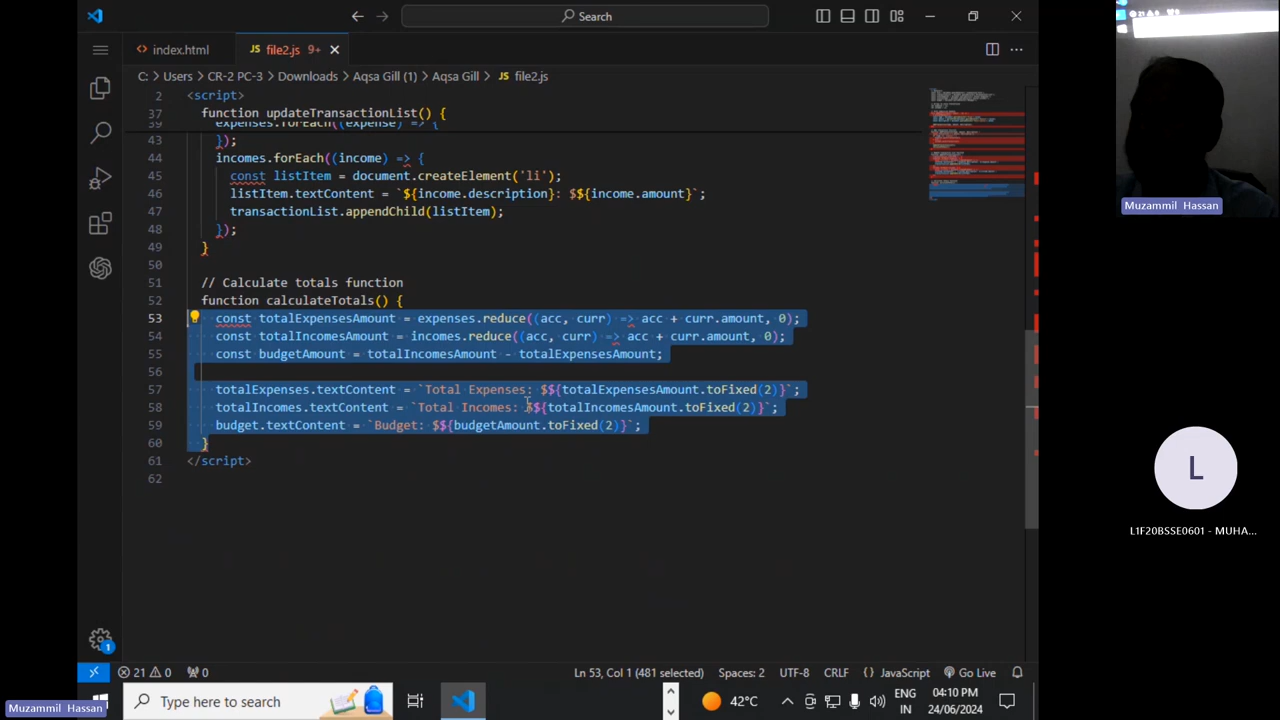 Search
index.html
file2.js 9+
C: > Users > CR-2 PC-3 > Downloads > Aqsa Gill (1) > Aqsa Gill > file2.js
2 <script>
37 function updateTransactionList() {
39 expenses.forEach((expense) => {
43 });
44 incomes.forEach((income) => {
45 const listItem = document.createElement('li');
46 listItem.textContent = `${income.description}: $${income.amount}`;
47 transactionList.appendChild(listItem);
48 });
49 }
50
51 // Calculate totals function
52 function calculateTotals() {
53 const totalExpensesAmount = expenses.reduce((acc, curr) => acc + curr.amount, 0);
54 const totalIncomesAmount = incomes.reduce((acc, curr) => acc + curr.amount, 0);
55 const budgetAmount = totalIncomesAmount - totalExpensesAmount;
56
57 totalExpenses.textContent = `Total Expenses: $${totalExpensesAmount.toFixed(2)}`;
58 totalIncomes.textContent = `Total Incomes: $${totalIncomesAmount.toFixed(2)}`;
59 budget.textContent = `Budget: $${budgetAmount.toFixed(2)}`;
60 }
61 </script>
62
1
21 0 0
Ln 53, Col 1 (481 selected) Spaces: 2 UTF-8 CRLF {} JavaScript Go Live
Type here to search
42°C
ENG
IN
04:10 PM
24/06/2024
Muzammil Hassan
Muzammil Hassan
L
L1F20BSSE0601 - MUHA...